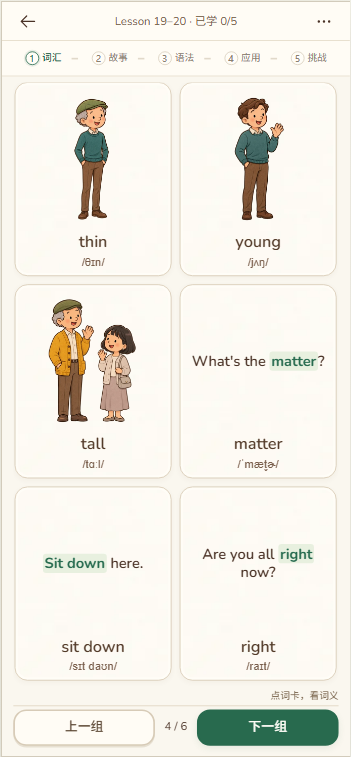 Lesson 19–20 · 已学 0/5
1 词汇 – 2 故事 – 3 语法 – 4 应用 – 5 挑战
thin
/θɪn/
young
/jʌŋ/
tall
/tɑːl/
What's the matter?
matter
/ˈmæt̬ɚ/
Sit down here.
sit down
/sɪt daʊn/
Are you all right
now?
right
/raɪt/
点词卡，看词义
上一组
4 / 6
下一组